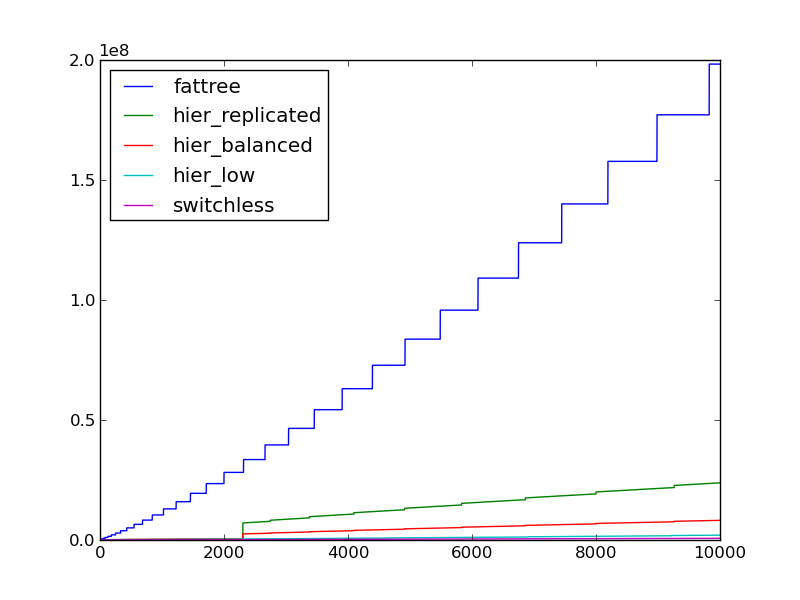 1e8
2.0
fattree
hier_replicated
hier_balanced
hier_low
switchless
1.5
1.0
0.5
0.0
0 2000 4000 6000 8000 10000